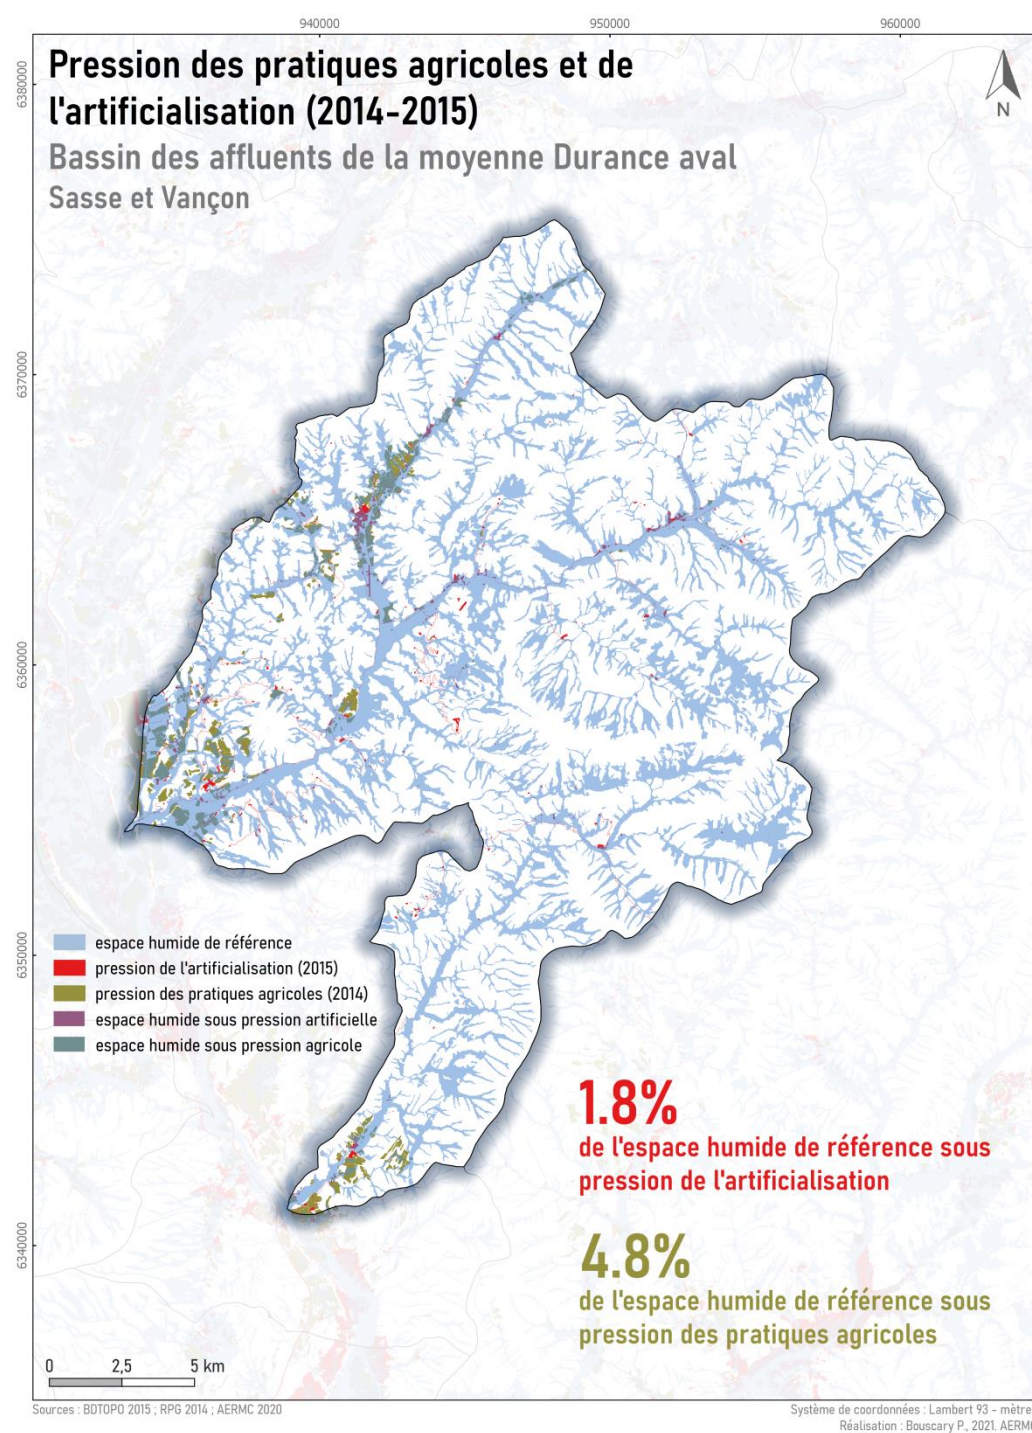 940000
950000
960000
Pression des pratiques agricoles et de
l'artificialisation (2014-2015)
Bassin des affluents de la moyenne Durance aval
Sasse et Vançon
N
6380000
6370000
6360000
6350000
6340000
espace humide de référence
pression de l'artificialisation (2015)
pression des pratiques agricoles (2014)
espace humide sous pression artificielle
espace humide sous pression agricole
1.8%
de l'espace humide de référence sous
pression de l'artificialisation
4.8%
de l'espace humide de référence sous
pression des pratiques agricoles
0 2,5 5 km
Sources : BDTOPO 2015 ; RPG 2014 ; AERMC 2020
Système de coordonnées : Lambert 93 - mètre
Réalisation : Bouscary P., 2021. AERM